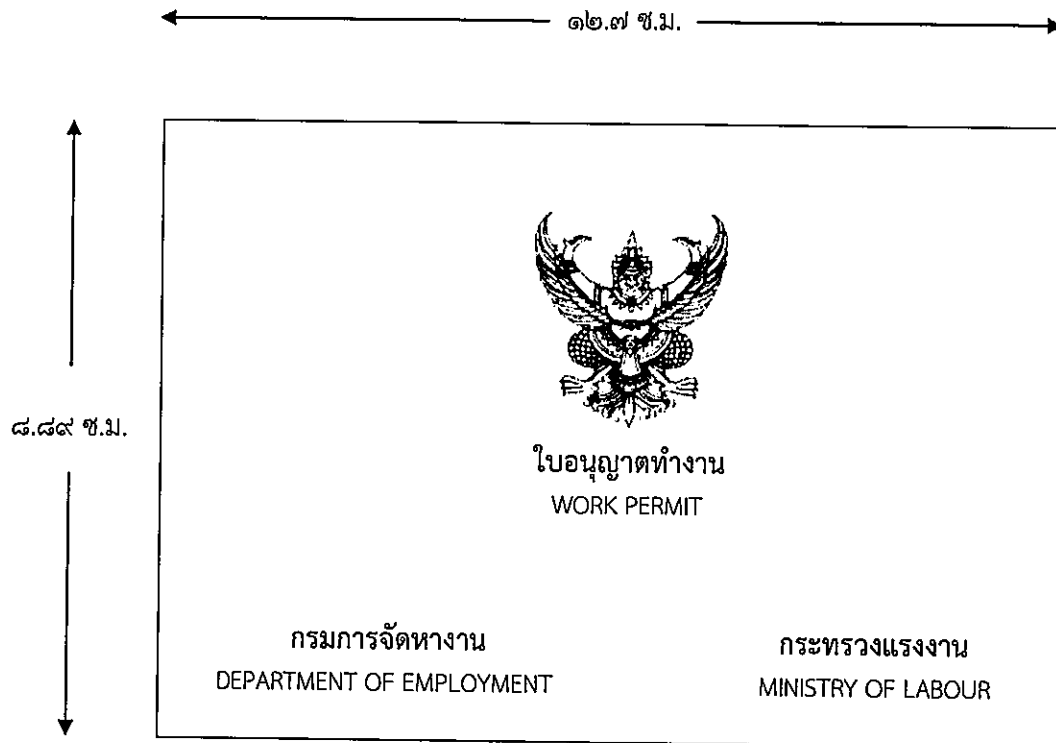 ๑๒.๗ ซ.ม.
๘.๘๙ ซ.ม.
ใบอนุญาตทำงาน
WORK PERMIT
กรมการจัดหางาน
DEPARTMENT OF EMPLOYMENT
กระทรวงแรงงาน
MINISTRY OF LABOUR